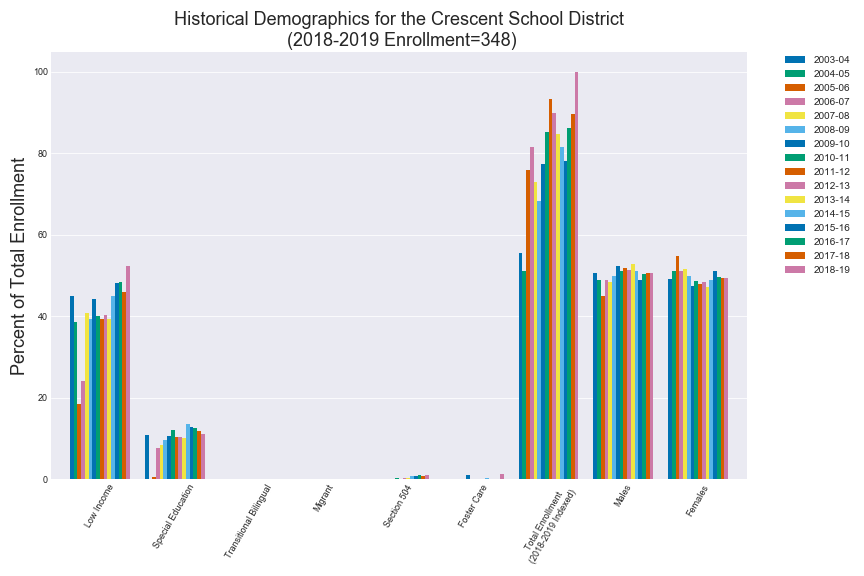 Historical Demographics for the Crescent School District
(2018-2019 Enrollment=348)
Percent of Total Enrollment
100
80
60
40
20
0
Low Income
Special Education
Transitional Bilingual
Migrant
Section 504
Foster Care
Total Enrollment
(2018-2019 Indexed)
Males
Females
2003-04
2004-05
2005-06
2006-07
2007-08
2008-09
2009-10
2010-11
2011-12
2012-13
2013-14
2014-15
2015-16
2016-17
2017-18
2018-19